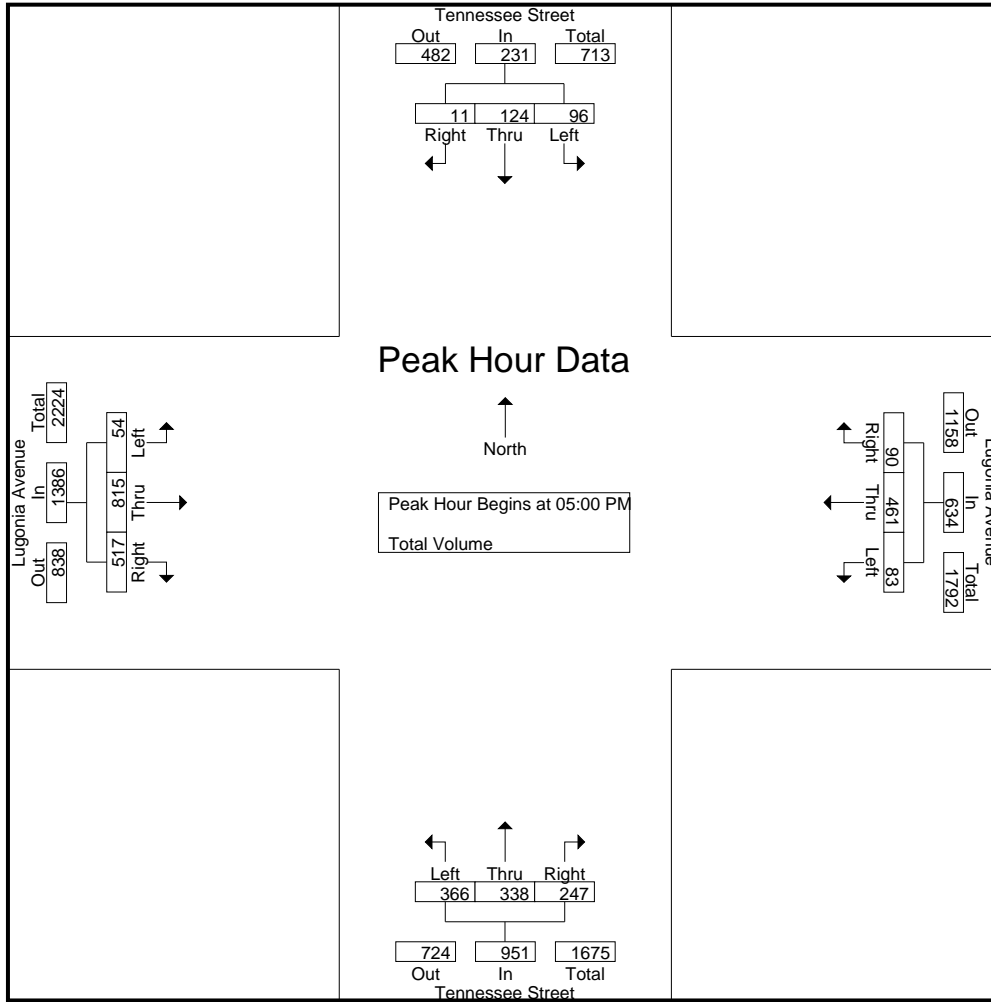 Tennessee Street
Out In Total
482 231 713
11 124 96
Right Thru Left
Peak Hour Data
North
Peak Hour Begins at 05:00 PM
Total Volume
Lugonia Avenue
Out In Total
838 1386 2224
Left Thru Right
54 815 517
Lugonia Avenue
Out In Total
1158 634 1792
Right Thru Left
90 461 83
Left Thru Right
366 338 247
724 951 1675
Out In Total
Tennessee Street